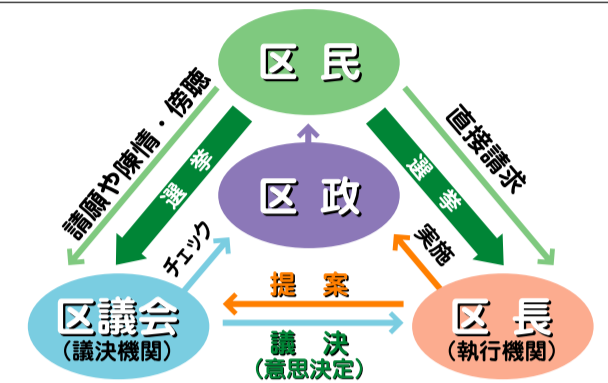 区民
請願や陳情・傍聴
選挙
選挙
直接請求
区政
チェック
実施
提案
区議会
(議決機関)
議決
(意思決定)
区長
(執行機関)